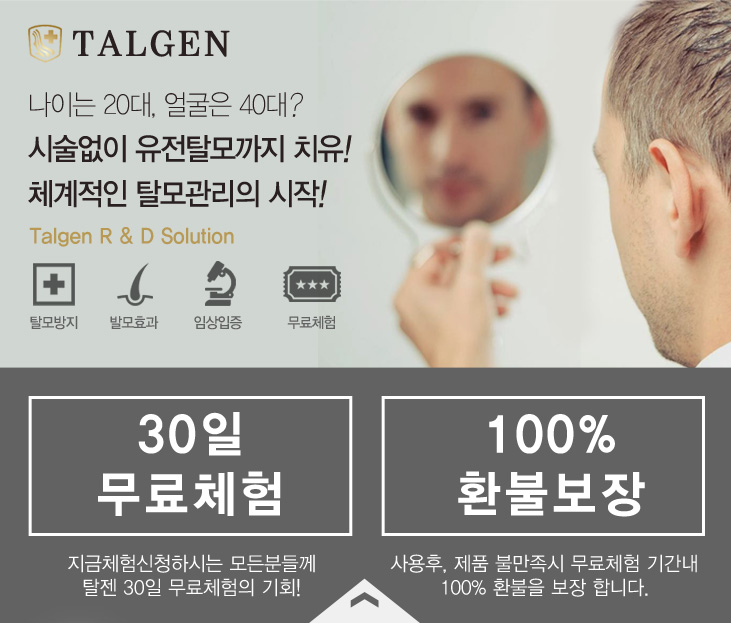 TALGEN
나이는 20대, 얼굴은 40대?
시술없이 유전탈모까지 치유!
체계적인 탈모관리의 시작!
Talgen R & D Solution
탈모방지 발모효과 임상입증 무료체험
30일
무료체험
100%
환불보장
지금체험신청하시는 모든분들께
탈젠 30일 무료체험의 기회!
사용후, 제품 불만족시 무료체험 기간내
100% 환불을 보장 합니다.